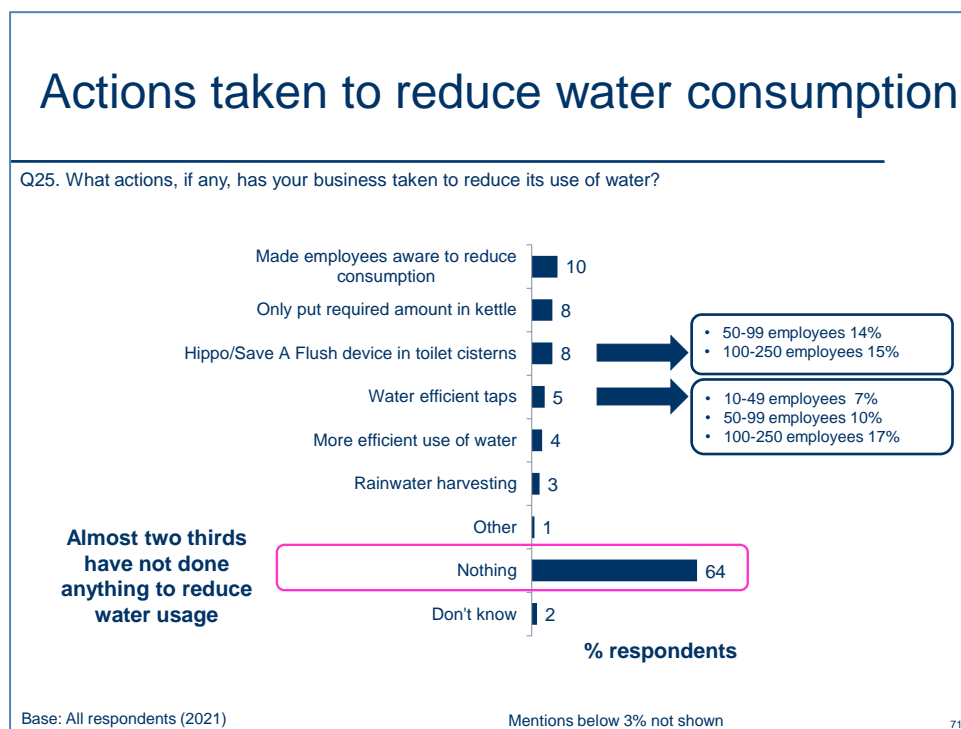 Actions taken to reduce water consumption
Q25. What actions, if any, has your business taken to reduce its use of water?
Made employees aware to reduce
consumption
10
Only put required amount in kettle
8
Hippo/Save A Flush device in toilet cisterns
8
• 50-99 employees 14%
• 100-250 employees 15%
Water efficient taps
5
• 10-49 employees  7%
• 50-99 employees 10%
• 100-250 employees 17%
More efficient use of water
4
Rainwater harvesting
3
Other
1
Almost two thirds
have not done
anything to reduce
water usage
Nothing
64
Don't know
2
% respondents
Base: All respondents (2021)
Mentions below 3% not shown
71